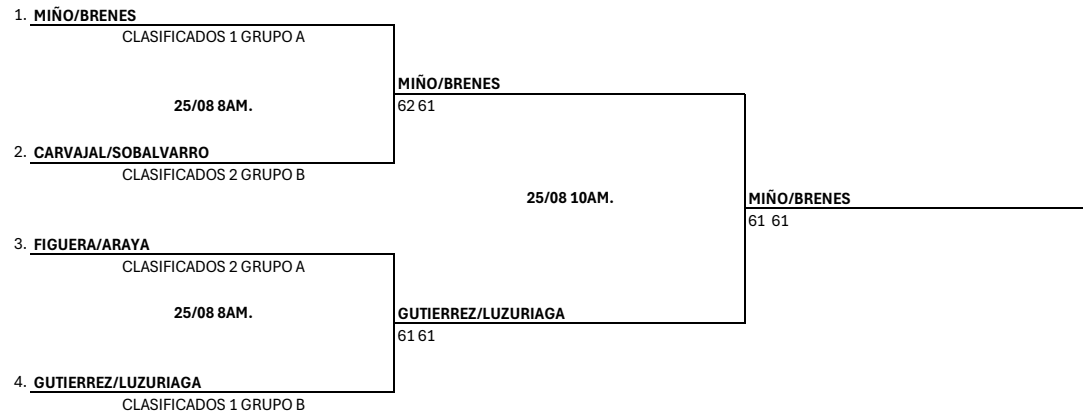 1. MIÑO/BRENES
CLASIFICADOS 1 GRUPO A
MIÑO/BRENES
25/08 8AM.
62 61
2. CARVAJAL/SOBALVARRO
CLASIFICADOS 2 GRUPO B
25/08 10AM.
MIÑO/BRENES
61 61
3. FIGUERA/ARAYA
CLASIFICADOS 2 GRUPO A
25/08 8AM.
GUTIERREZ/LUZURIAGA
61 61
4. GUTIERREZ/LUZURIAGA
CLASIFICADOS 1 GRUPO B